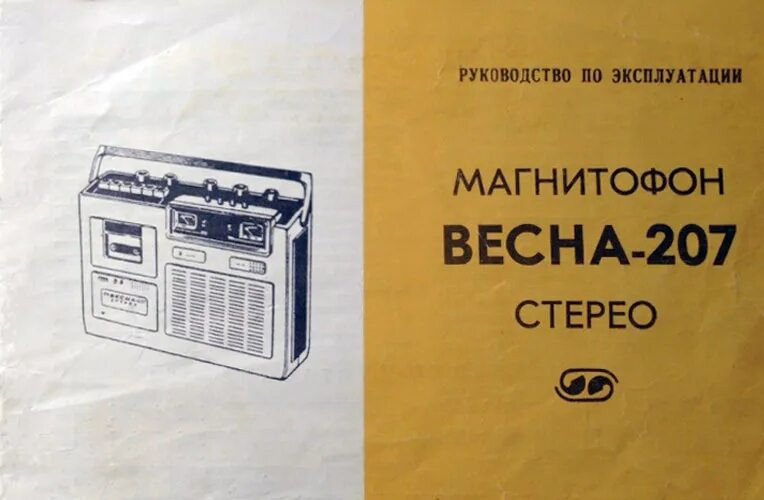 РУКОВОДСТВО ПО ЭКСПЛУАТАЦИИ
МАГНИТОФОН
ВЕСНА-207
СТЕРЕО